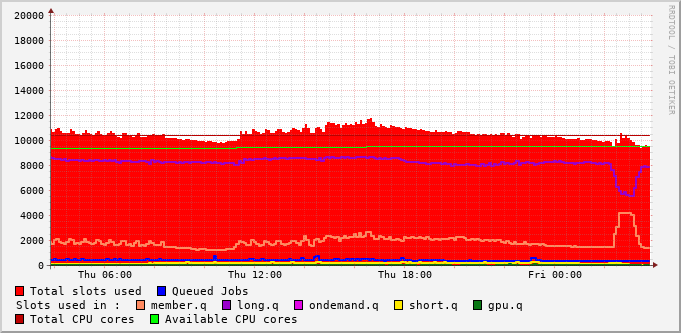 20000
18000
16000
14000
12000
10000
8000
6000
4000
2000
0
Thu 06:00 Thu 12:00 Thu 18:00 Fri 00:00
Total slots used Queued Jobs
Slots used in : member.q long.q ondemand.q short.q gpu.q
Total CPU cores Available CPU cores
RRDTOOL / TOBI OETIKER